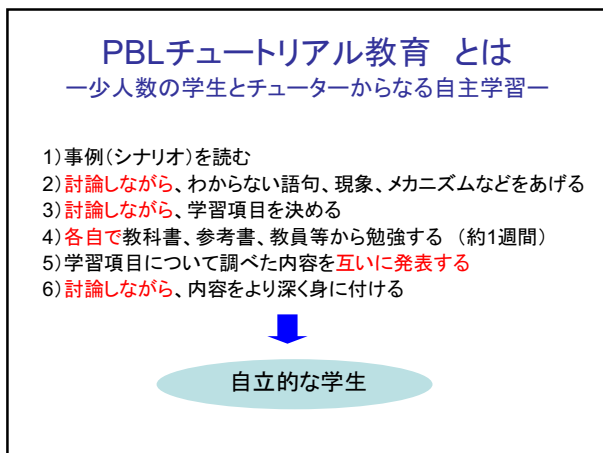 PBLチュートリアル教育 とは
ー少人数の学生とチューターからなる自主学習ー
1)事例(シナリオ)を読む
2)討論しながら、わからない語句、現象、メカニズムなどをあげる
3)討論しながら、学習項目を決める
4)各自で教科書、参考書、教員等から勉強する (約1週間)
5)学習項目について調べた内容を互いに発表する
6)討論しながら、内容をより深く身に付ける
自立的な学生